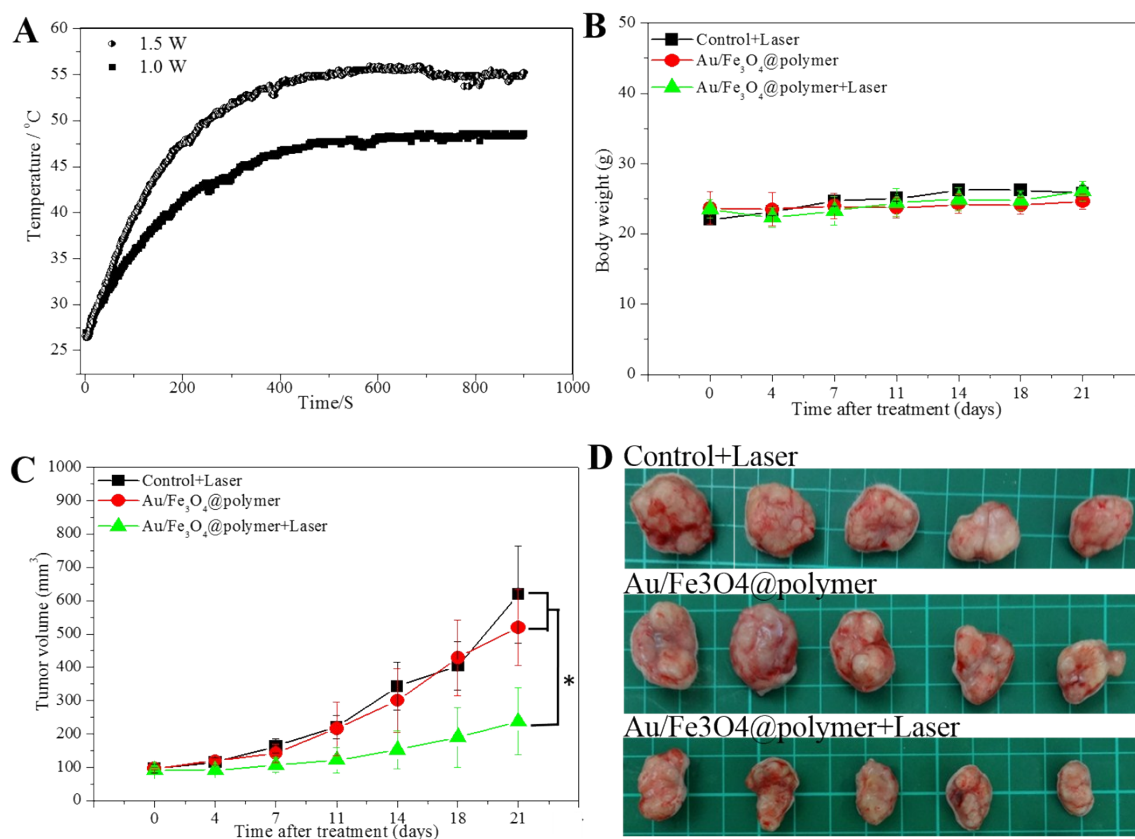 A
1.5 W
1.0 W
60
55
50
45
40
35
30
25
Temperature / °C
0
200
400
600
800
1000
Time/S
B
Control+Laser
Au/Fe₃O₄@polymer
Au/Fe₃O₄@polymer+Laser
50
40
30
20
10
0
Body weight (g)
0
4
7
11
14
18
21
Time after treatment (days)
C
Control+Laser
Au/Fe₃O₄@polymer
Au/Fe₃O₄@polymer+Laser
1000
900
800
700
600
500
400
300
200
100
0
Tumor volume (mm³)
*
0
4
7
11
14
18
21
Time after treatment (days)
D
Control+Laser
Au/Fe3O4@polymer
Au/Fe3O4@polymer+Laser